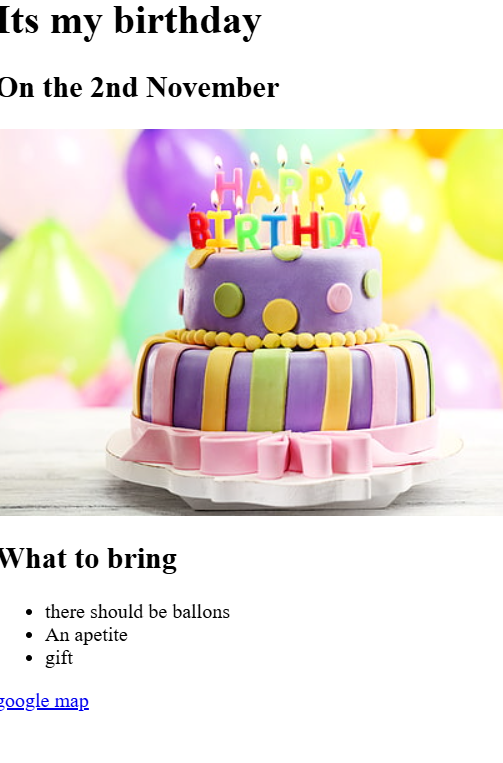 Its my birthday
On the 2nd November
HAPPY
BIRTHDAY
What to bring
there should be ballons
An apetite
gift
google map